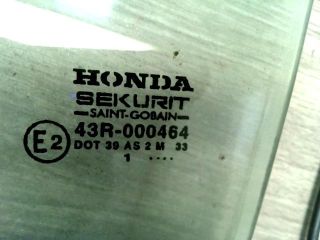 HONDA
SEKURIT
SAINT-GOBAIN
E2 43R-000464
DOT 39 AS 2 M 33
1 ....